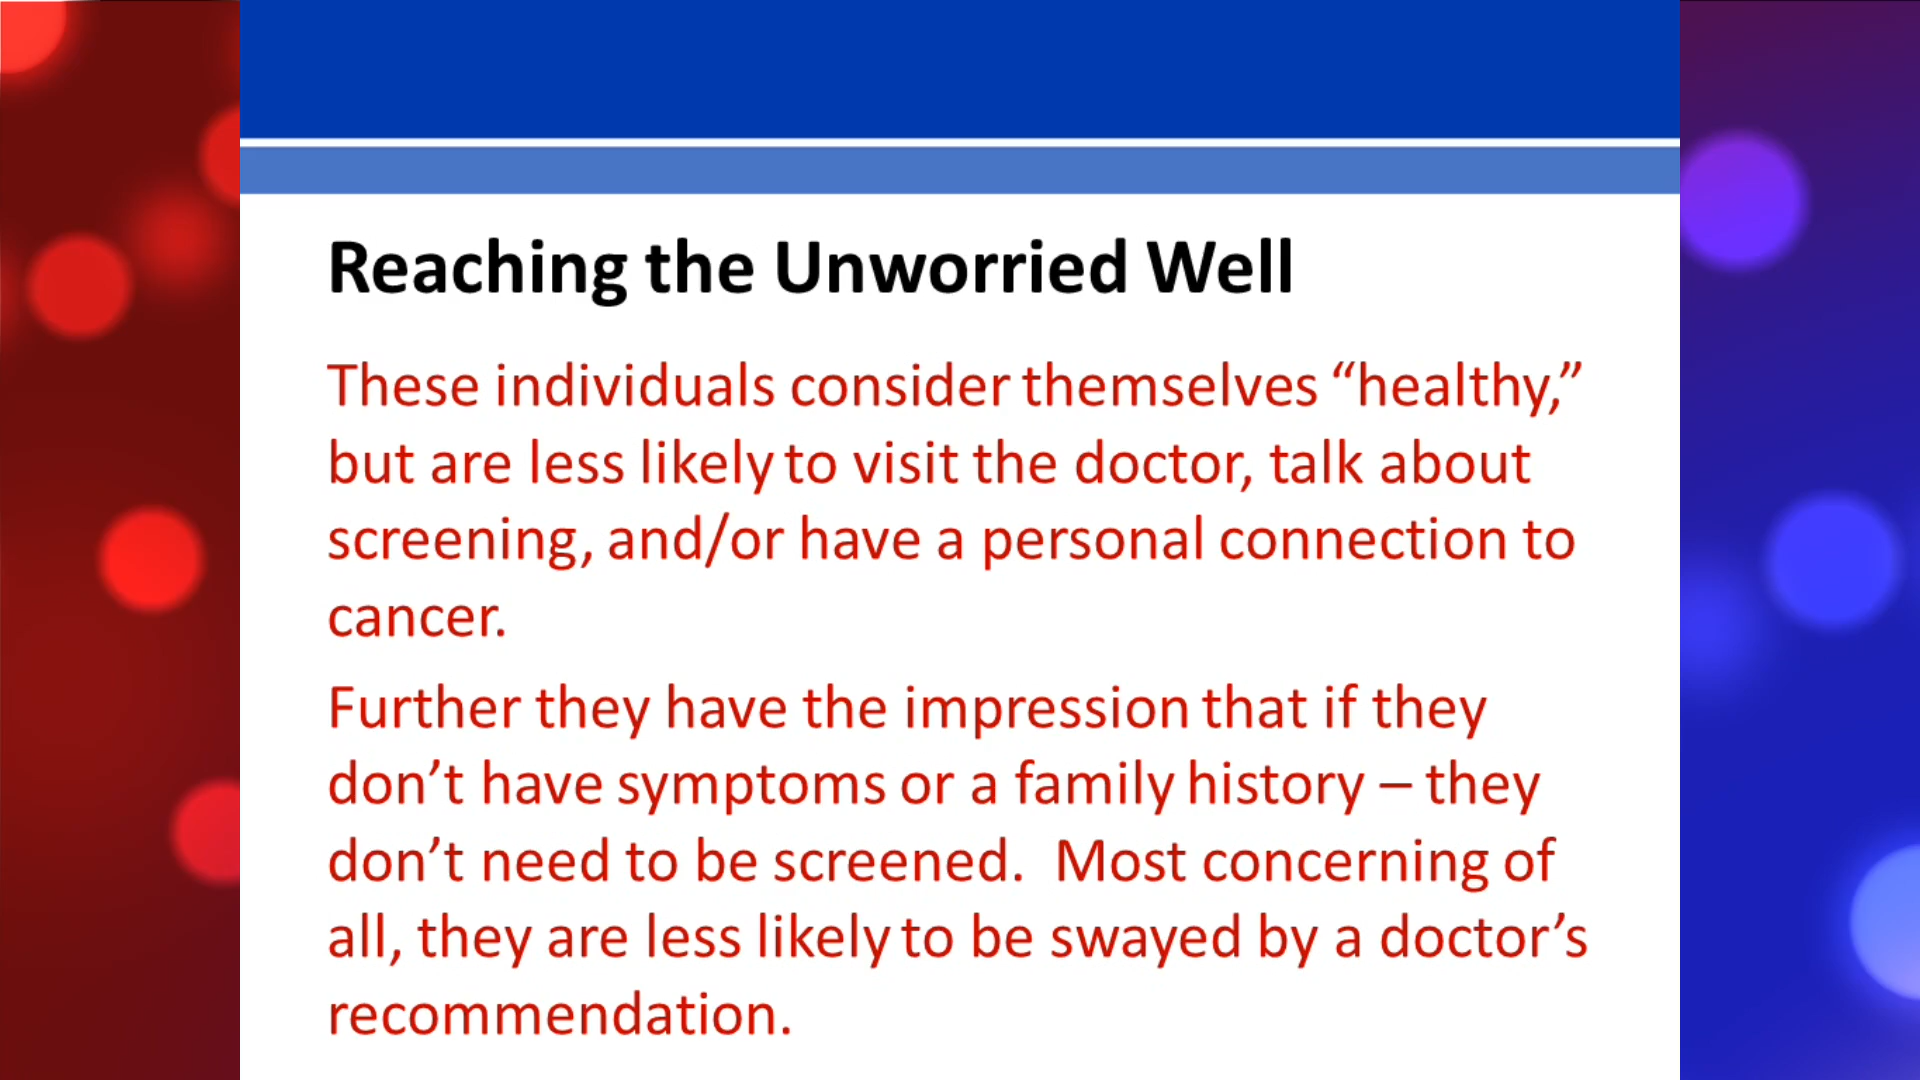 Reaching the Unworried Well
These individuals consider themselves “healthy,”
but are less likely to visit the doctor, talk about
screening, and/or have a personal connection to
cancer.
Further they have the impression that if they
don’t have symptoms or a family history – they
don’t need to be screened.  Most concerning of
all, they are less likely to be swayed by a doctor’s
recommendation.